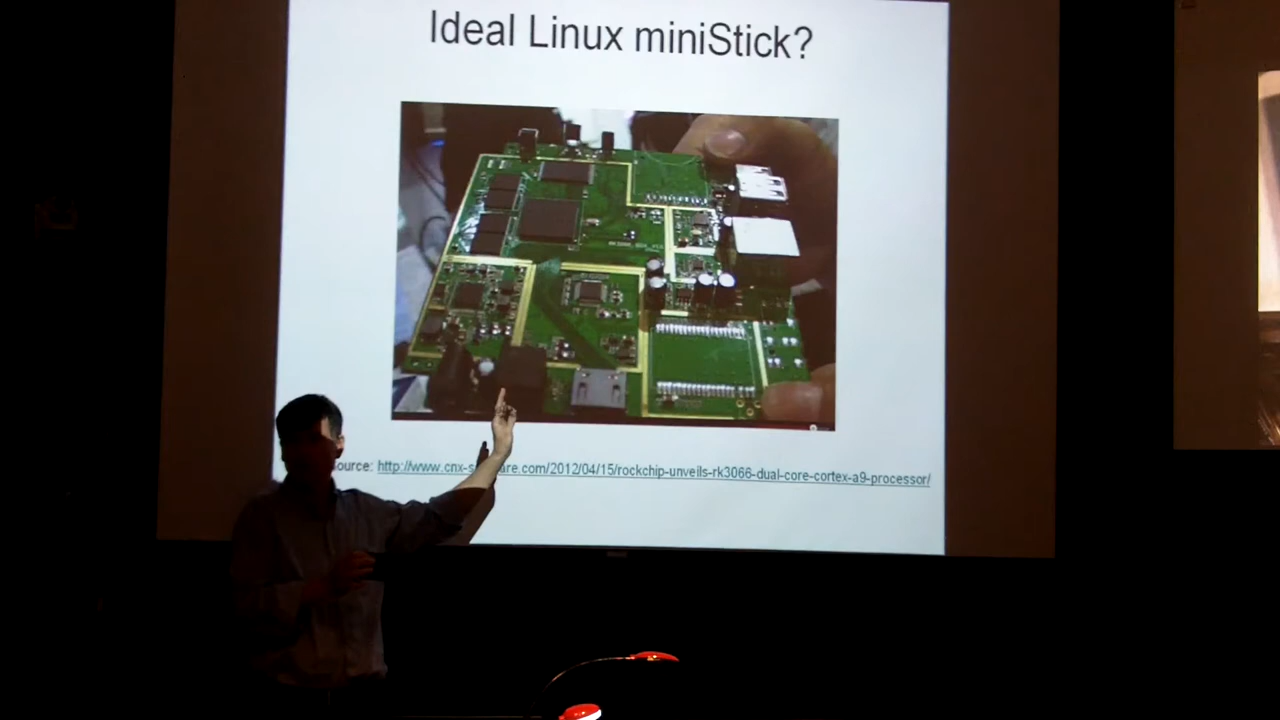 Ideal Linux miniStick?
ource: http://www.cnx- are.com/2012/04/15/rockchip-unveils-rk3066-dual-core-cortex-a9-processor/